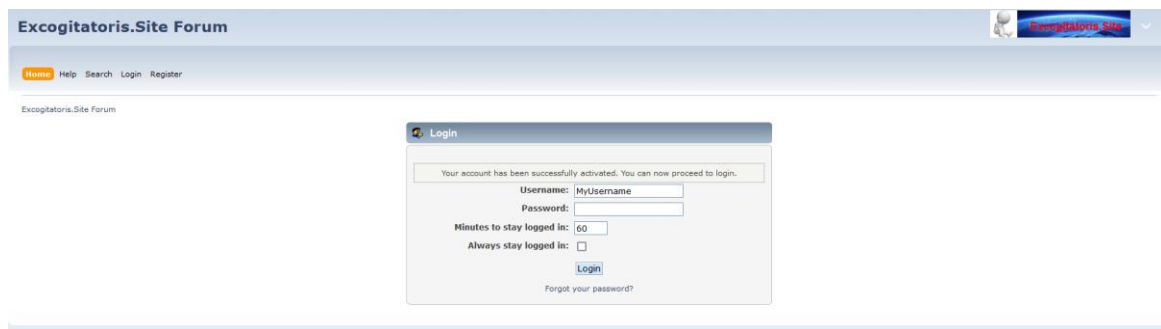 Excogitatoris.Site Forum
Excogitatoris Site
Home Help Search Login Register
Excogitatoris.Site Forum
Login
Your account has been successfully activated. You can now proceed to login.
Username: MyUsername
Password:
Minutes to stay logged in: 60
Always stay logged in:
Login
Forgot your password?